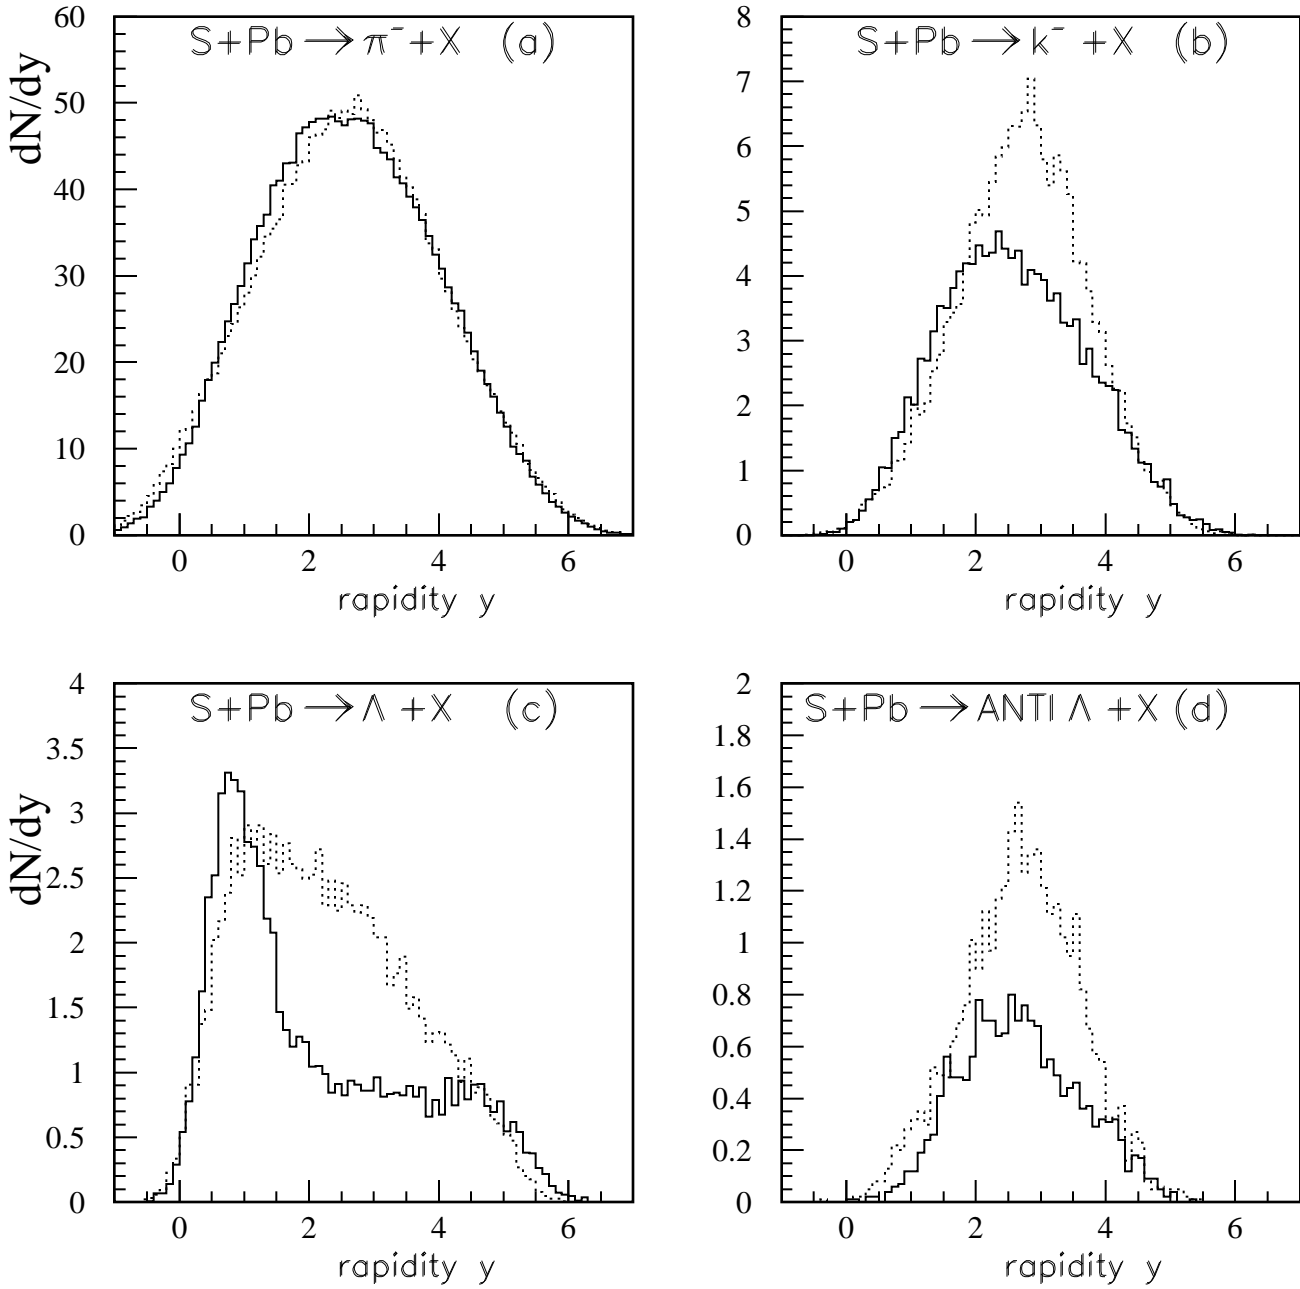 S+Pb → π⁻+X (a)
dN/dy
60
50
40
30
20
10
0
0 2 4 6
rapidity y
S+Pb → k⁻ +X (b)
8
7
6
5
4
3
2
1
0
0 2 4 6
rapidity y
S+Pb → Λ +X (c)
dN/dy
4
3.5
3
2.5
2
1.5
1
0.5
0
0 2 4 6
rapidity y
S+Pb → ANTI Λ +X (d)
2
1.8
1.6
1.4
1.2
1
0.8
0.6
0.4
0.2
0
0 2 4 6
rapidity y